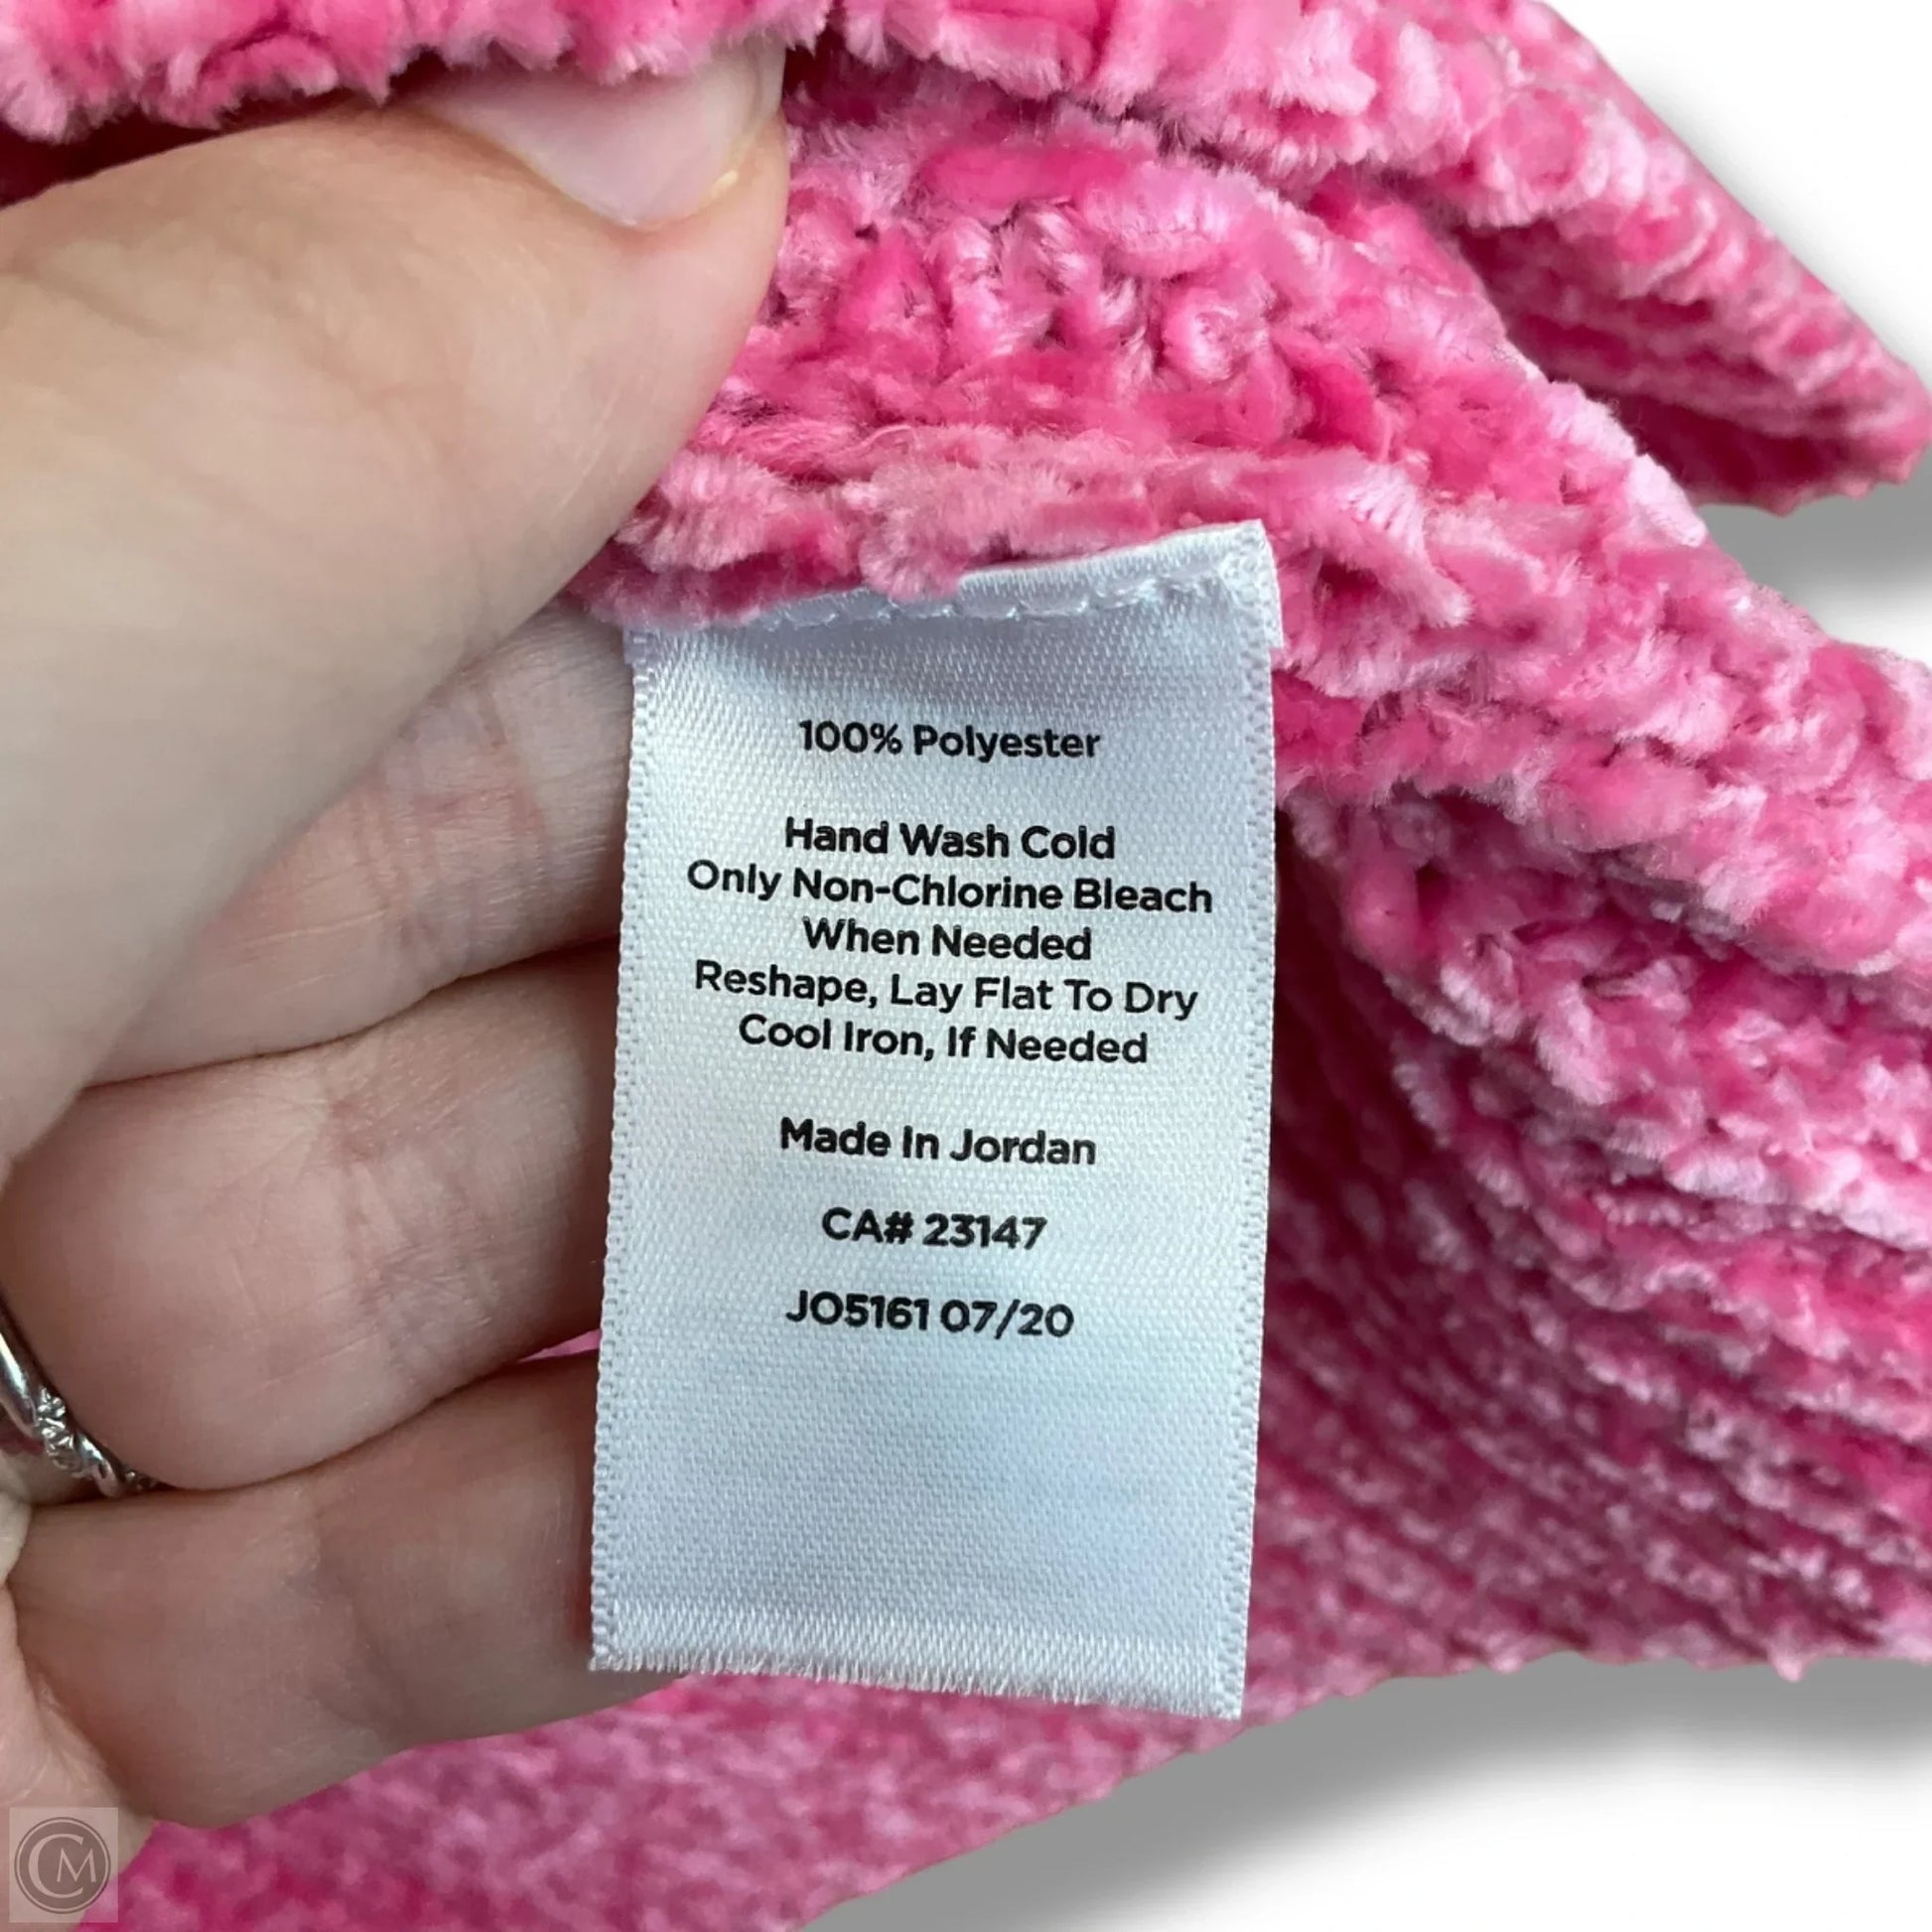 100% Polyester
Hand Wash Cold
Only Non-Chlorine Bleach
When Needed
Reshape, Lay Flat To Dry
Cool Iron, If Needed
Made In Jordan
CA# 23147
JO5161 07/20
CM